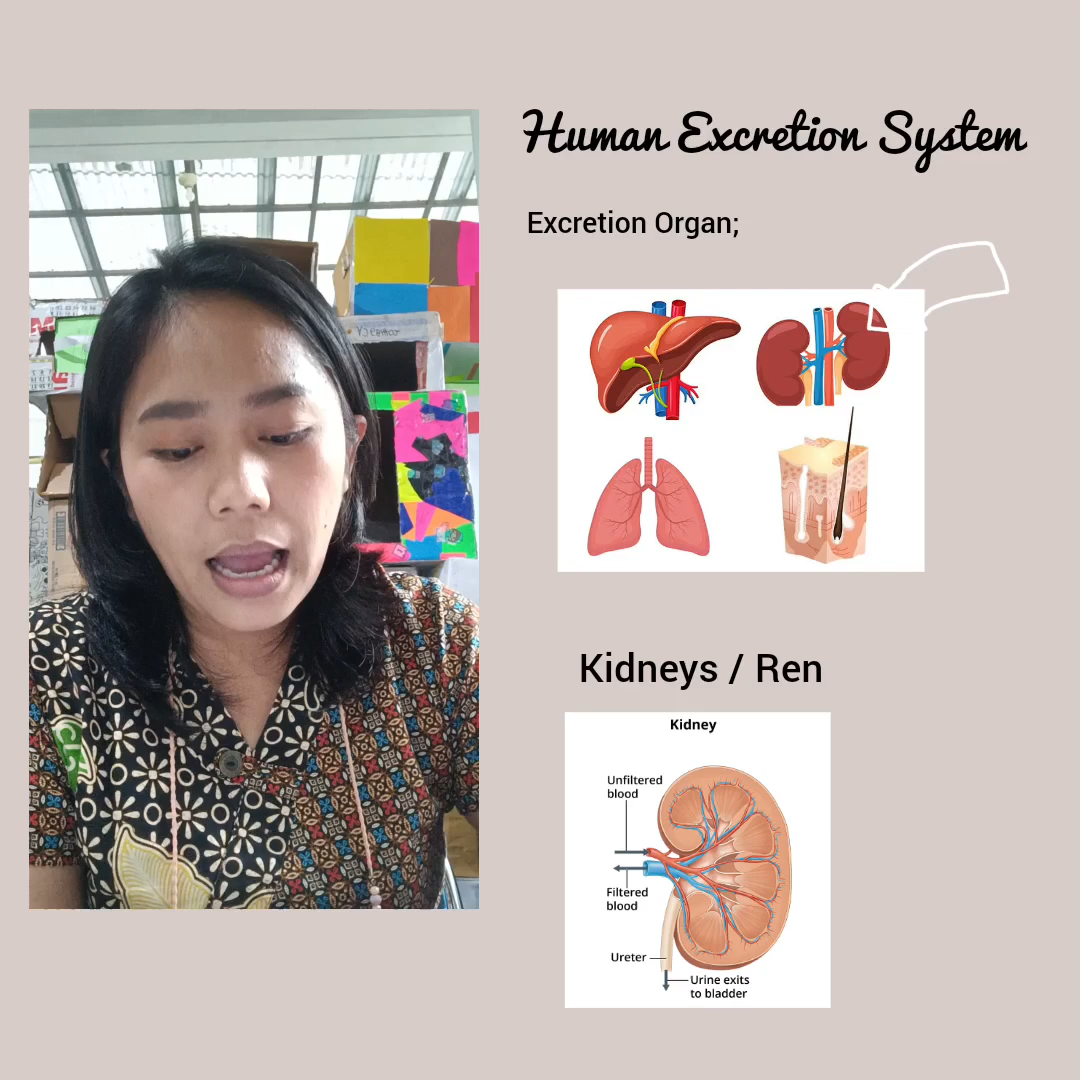 Human Excretion System
Excretion Organ;
Kidneys / Ren
Kidney
Unfiltered
blood
Filtered
blood
Ureter
Urine exits
to bladder